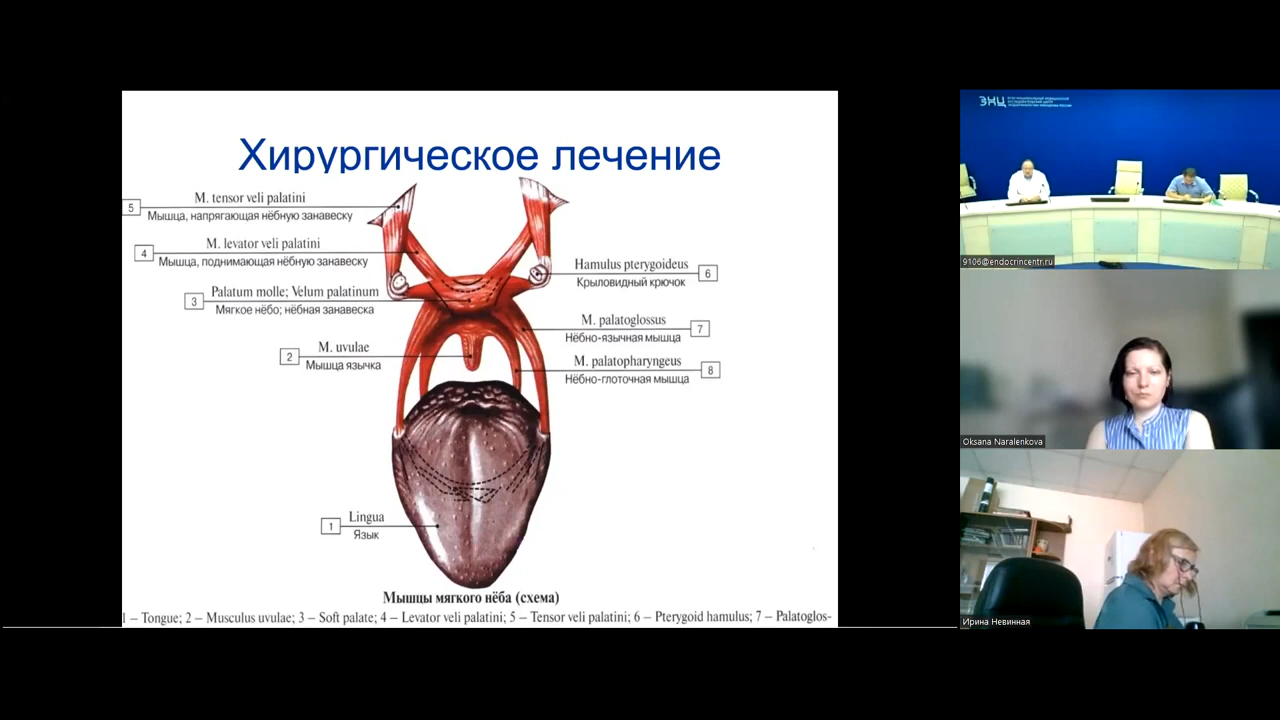 Хирургическое лечение
5
M. tensor veli palatini
Мышца, напрягающая нёбную занавеску
4
M. levator veli palatini
Мышца, поднимающая нёбную занавеску
3
Palatum molle; Velum palatinum
Мягкое нёбо; нёбная занавеска
2
M. uvulae
Мышца язычка
Hamulus pterygoideus
6
Крыловидный крючок
M. palatoglossus
7
Нёбно-язычная мышца
M. palatopharyngeus
8
Нёбно-глоточная мышца
1
Lingua
Язык
Мышцы мягкого нёба (схема)
1 – Tongue; 2 – Musculus uvulae; 3 – Soft palate; 4 – Levator veli palatini; 5 – Tensor veli palatini; 6 – Pterygoid hamulus; 7 – Palatoglos-
ЭНЦ
9106@endocrincentr.ru
Oksana Naralenkova
Ирина Невинная